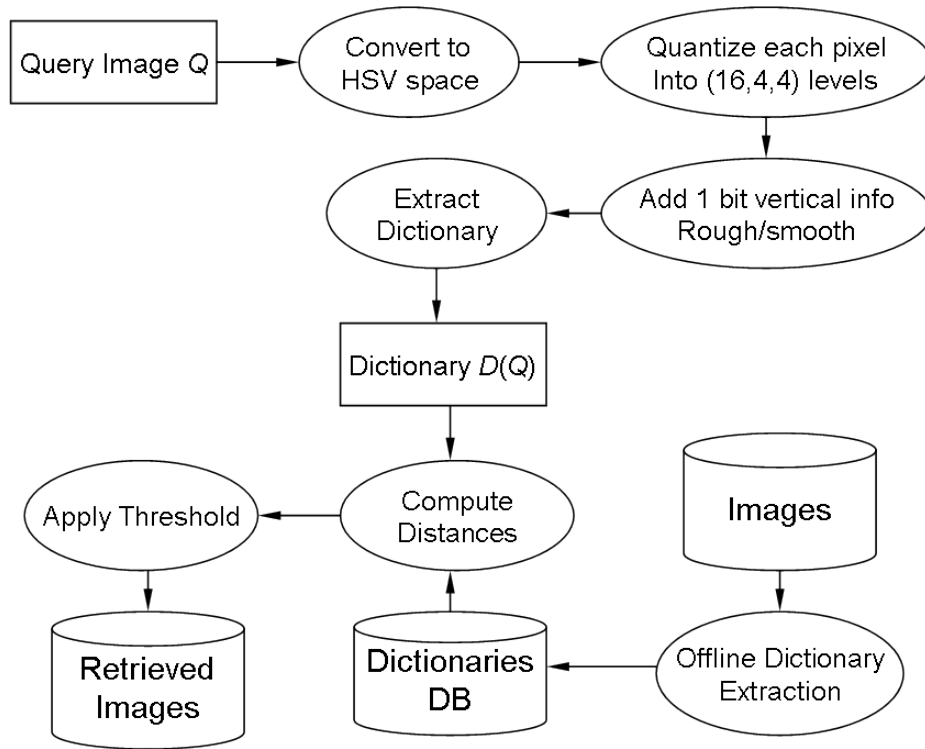 Query Image Q
Convert to
HSV space
Quantize each pixel
Into (16,4,4) levels
Add 1 bit vertical info
Rough/smooth
Extract
Dictionary
Dictionary D(Q)
Compute
Distances
Apply Threshold
Retrieved
Images
Images
Offline Dictionary
Extraction
Dictionaries
DB